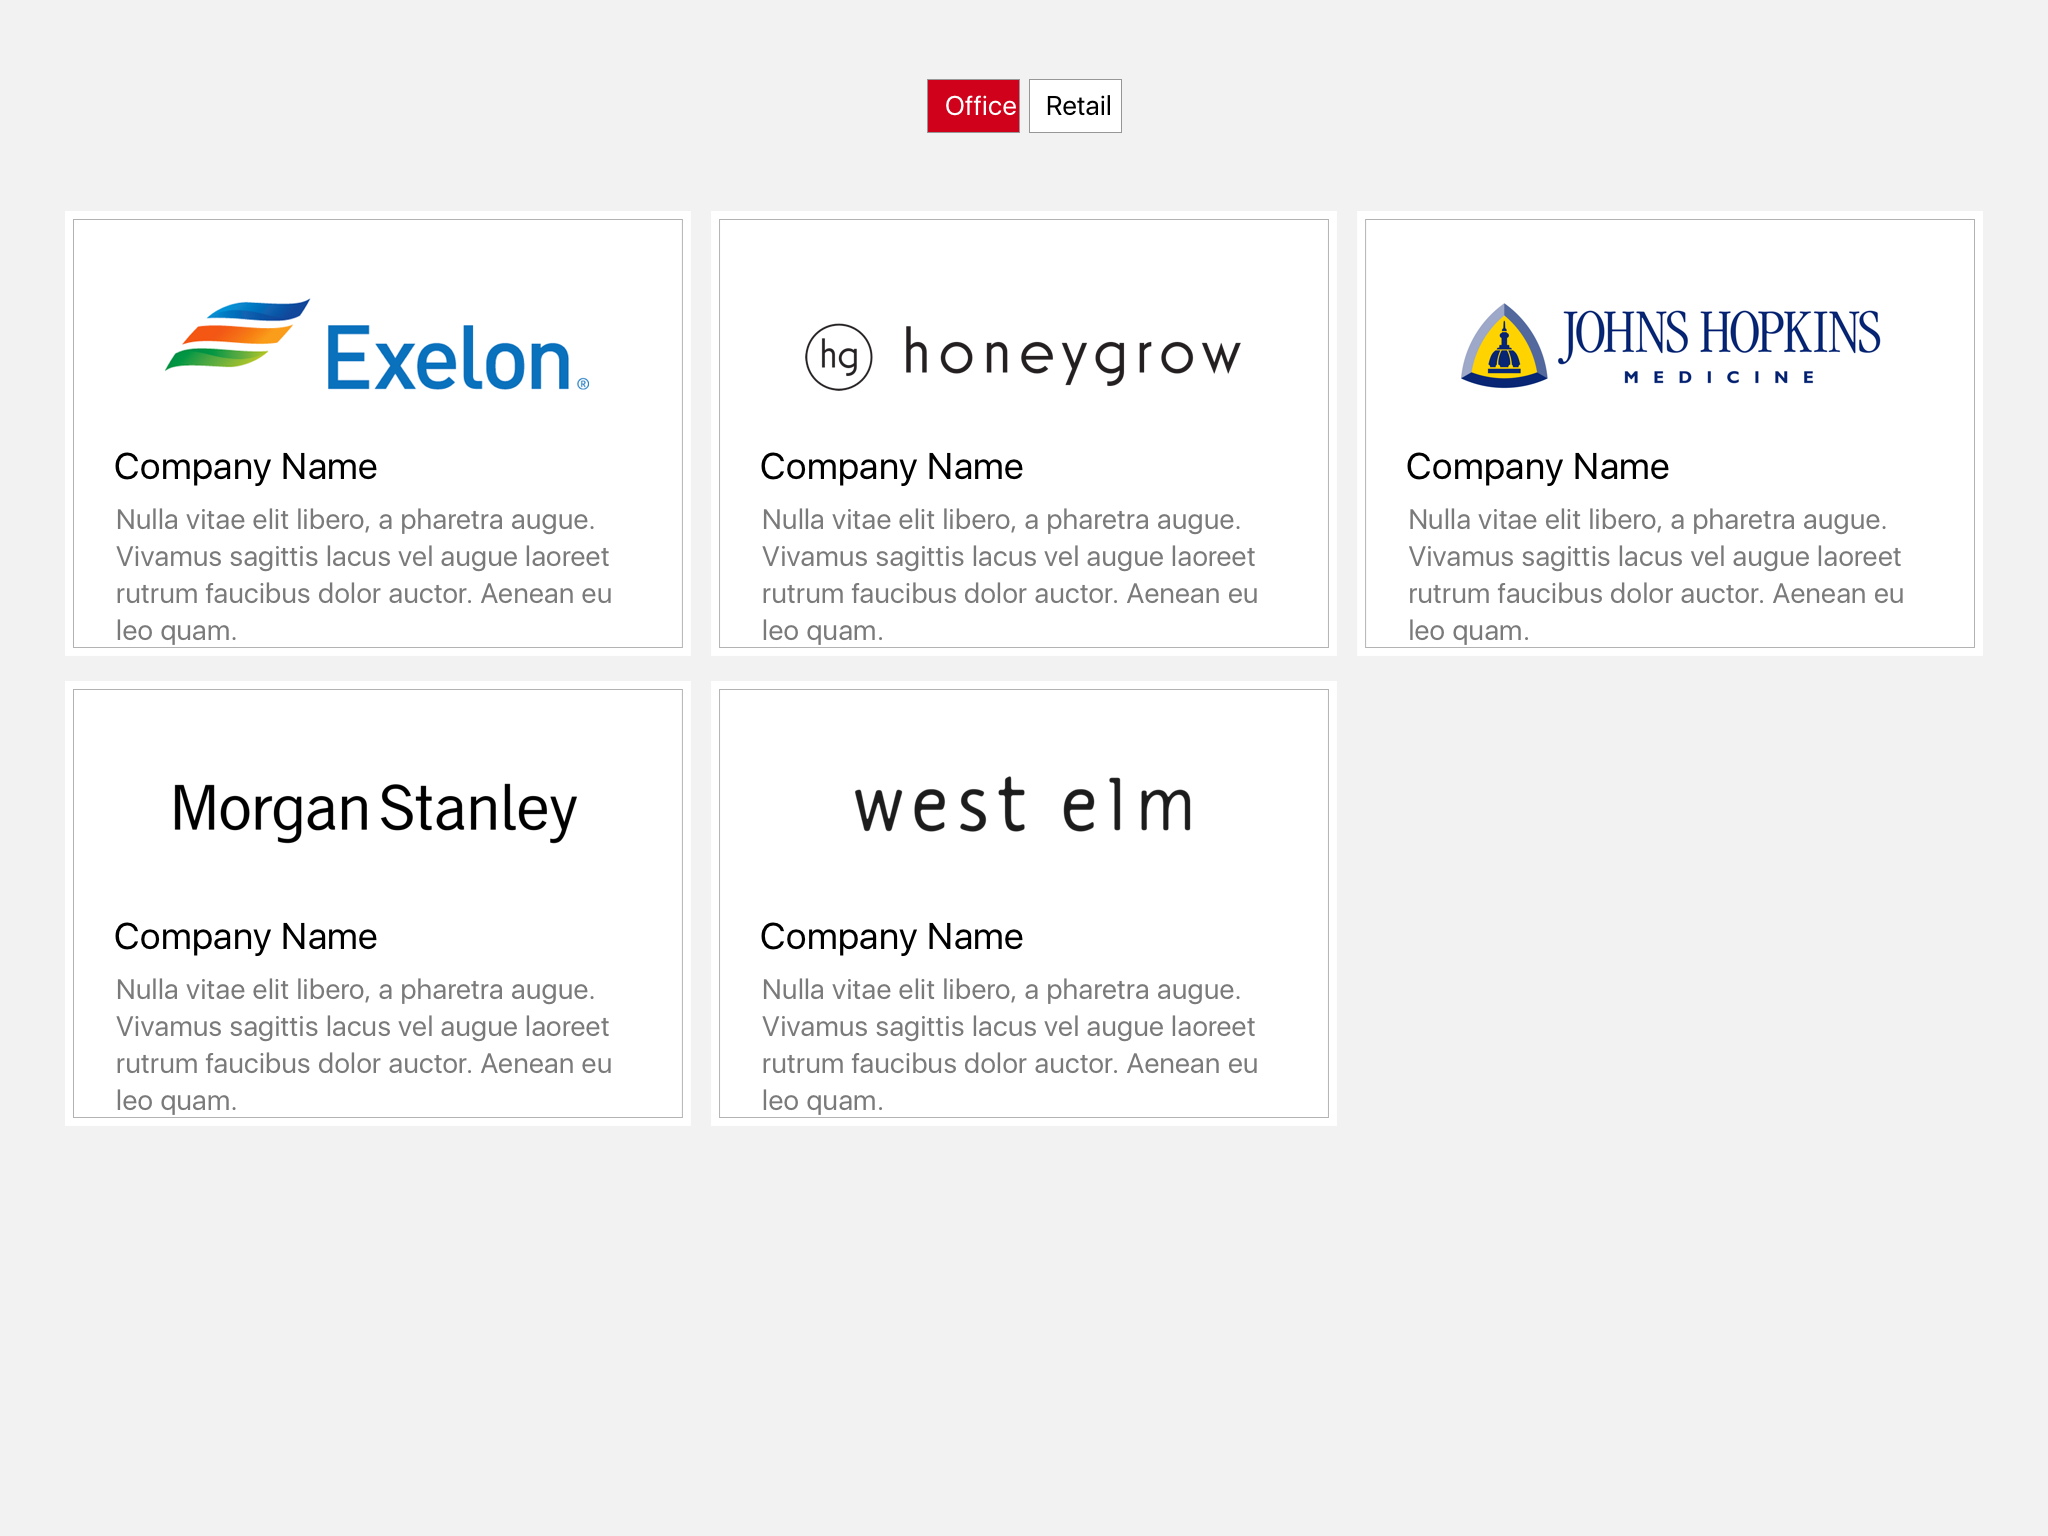 Office Retail
Exelon®
hg honeygrow
JOHNS HOPKINS
MEDICINE
Company Name
Nulla vitae elit libero, a pharetra augue.
Vivamus sagittis lacus vel augue laoreet
rutrum faucibus dolor auctor. Aenean eu
leo quam.
Company Name
Nulla vitae elit libero, a pharetra augue.
Vivamus sagittis lacus vel augue laoreet
rutrum faucibus dolor auctor. Aenean eu
leo quam.
Company Name
Nulla vitae elit libero, a pharetra augue.
Vivamus sagittis lacus vel augue laoreet
rutrum faucibus dolor auctor. Aenean eu
leo quam.
Morgan Stanley
west elm
Company Name
Nulla vitae elit libero, a pharetra augue.
Vivamus sagittis lacus vel augue laoreet
rutrum faucibus dolor auctor. Aenean eu
leo quam.
Company Name
Nulla vitae elit libero, a pharetra augue.
Vivamus sagittis lacus vel augue laoreet
rutrum faucibus dolor auctor. Aenean eu
leo quam.